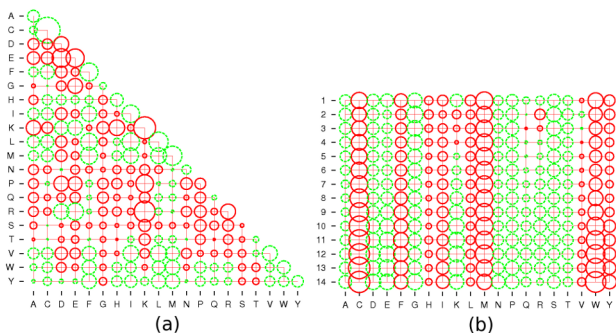 A
C
D
E
F
G
H
I
K
L
M
N
P
Q
R
S
T
V
W
Y
A C D E F G H I K L M N P Q R S T V W Y
(a)
1
2
3
4
5
6
7
8
9
10
11
12
13
14
A C D E F G H I K L M N P Q R S T V W Y
(b)